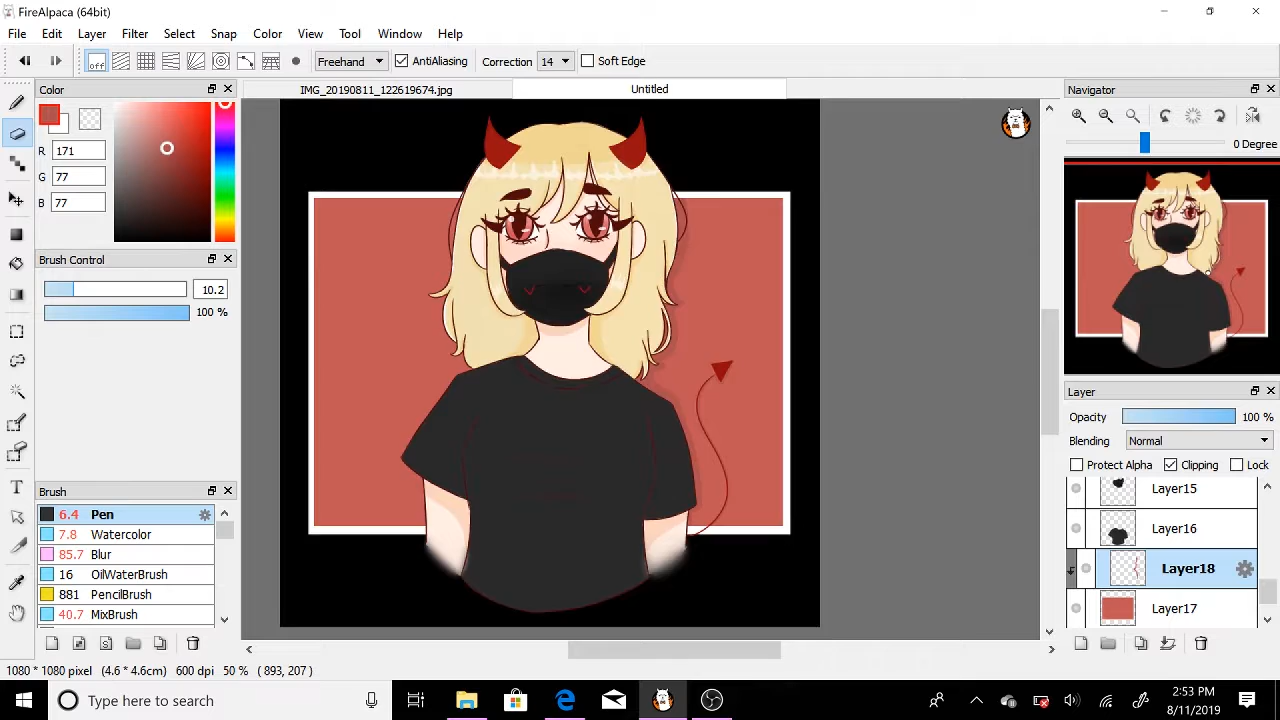 FireAlpaca (64bit)
File Edit Layer Filter Select Snap Color View Tool Window Help
off Freehand AntiAliasing Correction 14 Soft Edge
Color
IMG_20190811_122619674.jpg Untitled
Navigator
R 171
G 77
B 77
0 Degree
Brush Control
10.2
100 %
Layer
Opacity 100 %
Blending Normal
Protect Alpha Clipping Lock
Layer15
Layer16
Layer18
Layer17
Brush
6.4 Pen
7.8 Watercolor
85.7 Blur
16 OilWaterBrush
881 PencilBrush
40.7 MixBrush
1080 * 1080 pixel (4.6 * 4.6cm) 600 dpi 50 % ( 893, 207 )
Type here to search
2:53 PM
8/11/2019